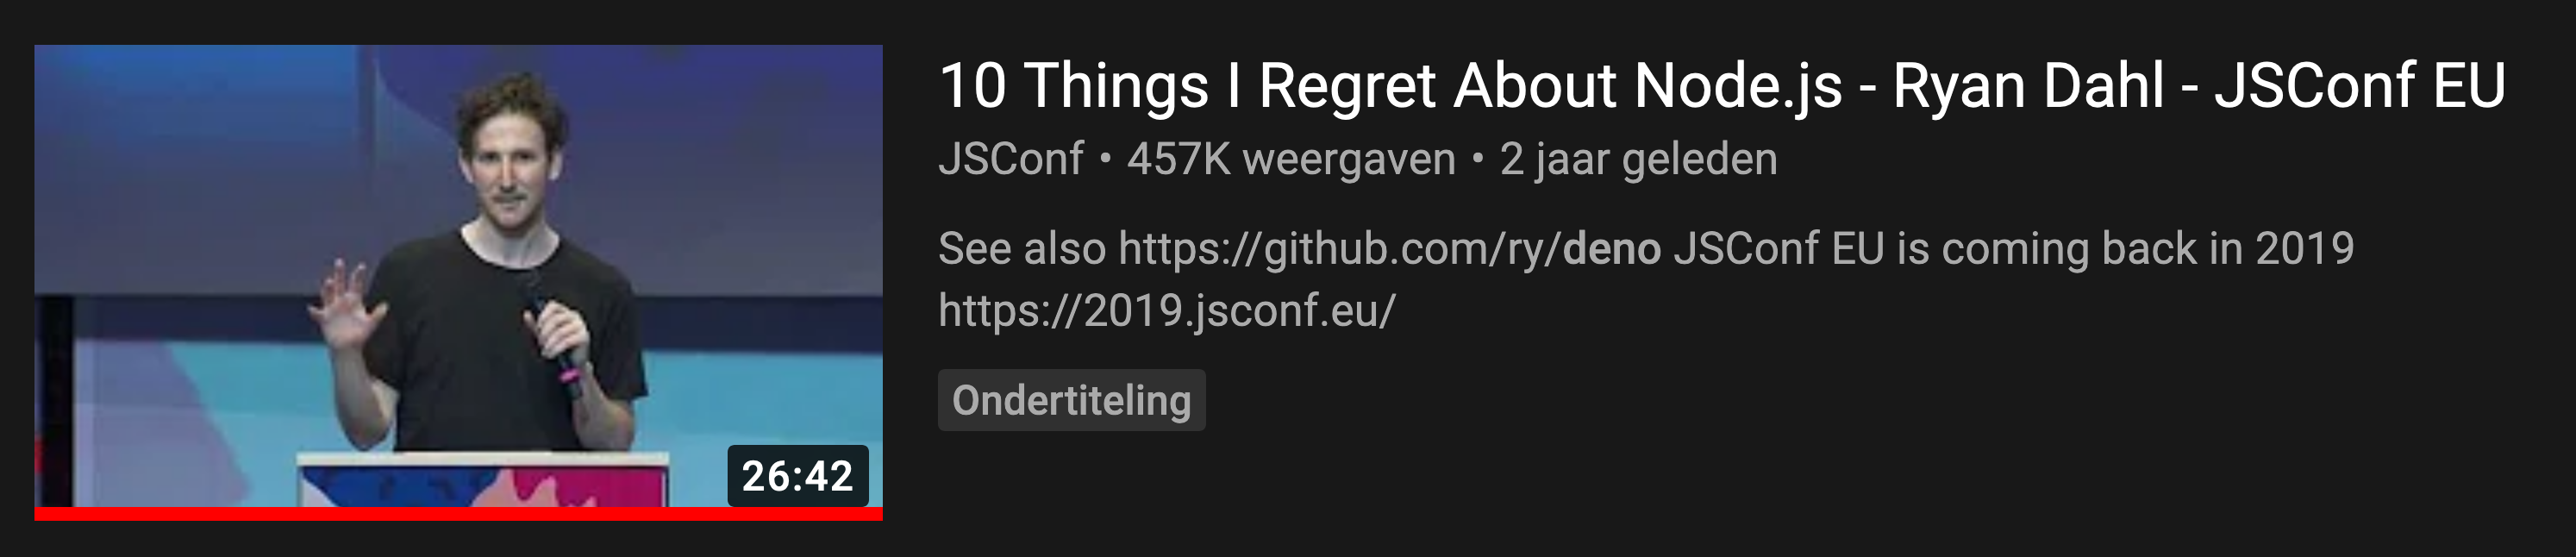 10 Things I Regret About Node.js - Ryan Dahl - JSConf EU
JSConf • 457K weergaven • 2 jaar geleden
See also https://github.com/ry/deno JSConf EU is coming back in 2019
https://2019.jsconf.eu/
Ondertiteling
26:42